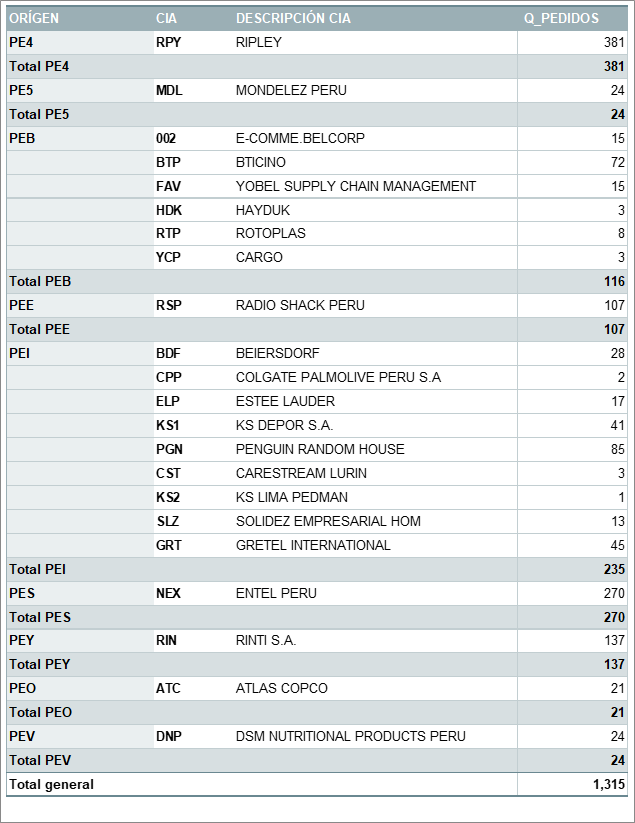 ORÍGEN CIA DESCRIPCIÓN CIA Q_PEDIDOS
PE4 RPY RIPLEY 381
Total PE4 381
PE5 MDL MONDELEZ PERU 24
Total PE5 24
PEB 002 E-COMME.BELCORP 15
BTP BTICINO 72
FAV YOBEL SUPPLY CHAIN MANAGEMENT 15
HDK HAYDUK 3
RTP ROTOPLAS 8
YCP CARGO 3
Total PEB 116
PEE RSP RADIO SHACK PERU 107
Total PEE 107
PEI BDF BEIERSDORF 28
CPP COLGATE PALMOLIVE PERU S.A 2
ELP ESTEE LAUDER 17
KS1 KS DEPOR S.A. 41
PGN PENGUIN RANDOM HOUSE 85
CST CARESTREAM LURIN 3
KS2 KS LIMA PEDMAN 1
SLZ SOLIDEZ EMPRESARIAL HOM 13
GRT GRETEL INTERNATIONAL 45
Total PEI 235
PES NEX ENTEL PERU 270
Total PES 270
PEY RIN RINTI S.A. 137
Total PEY 137
PEO ATC ATLAS COPCO 21
Total PEO 21
PEV DNP DSM NUTRITIONAL PRODUCTS PERU 24
Total PEV 24
Total general 1,315